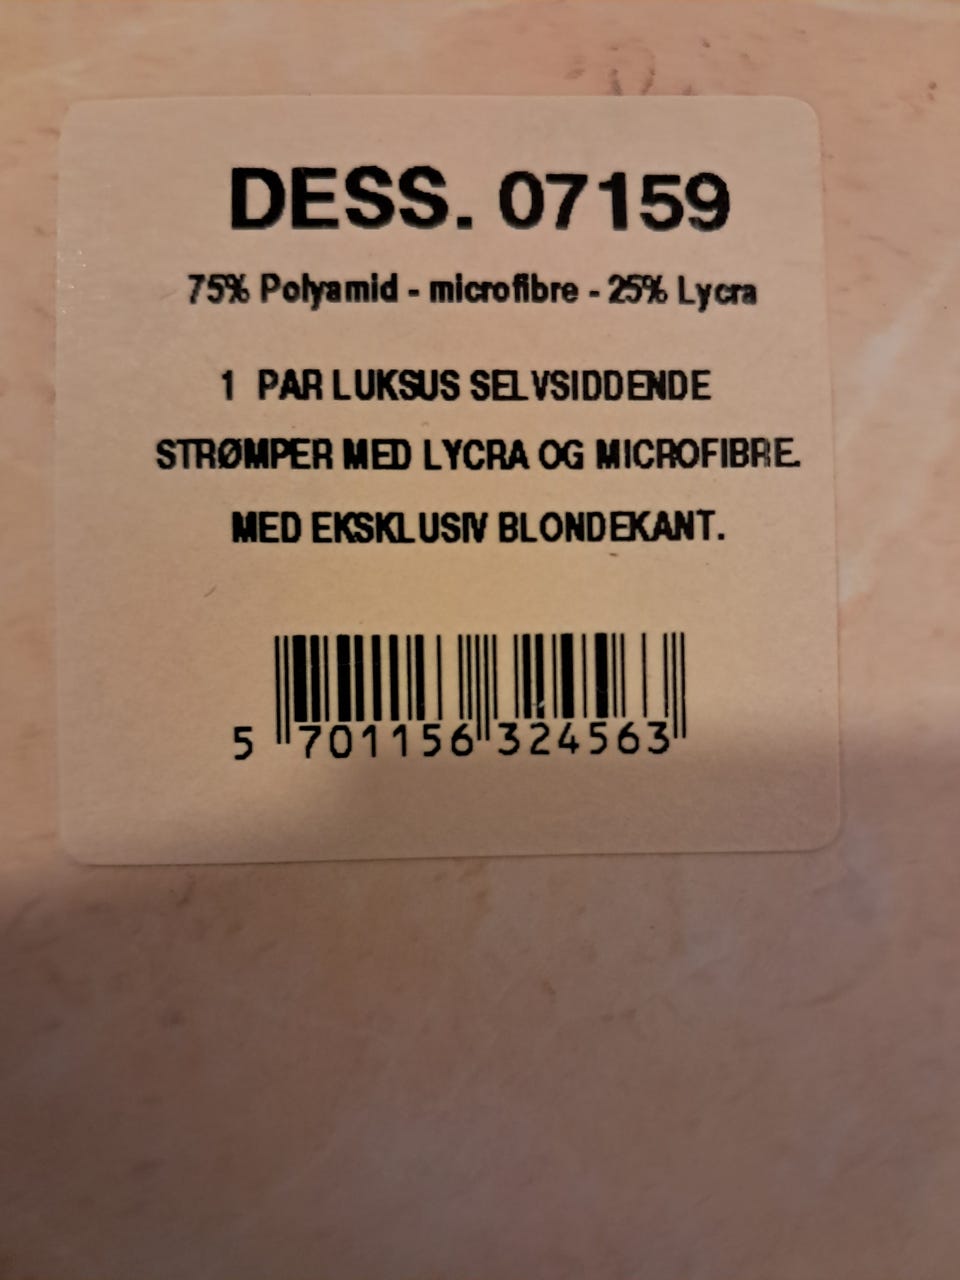 DESS. 07159
75% Polyamid - microfibre - 25% Lycra
1 PAR LUKSUS SELVSIDDENDE
STRØMPER MED LYCRA OG MICROFIBRE.
MED EKSKLUSIV BLONDEKANT.
5 701156 324563